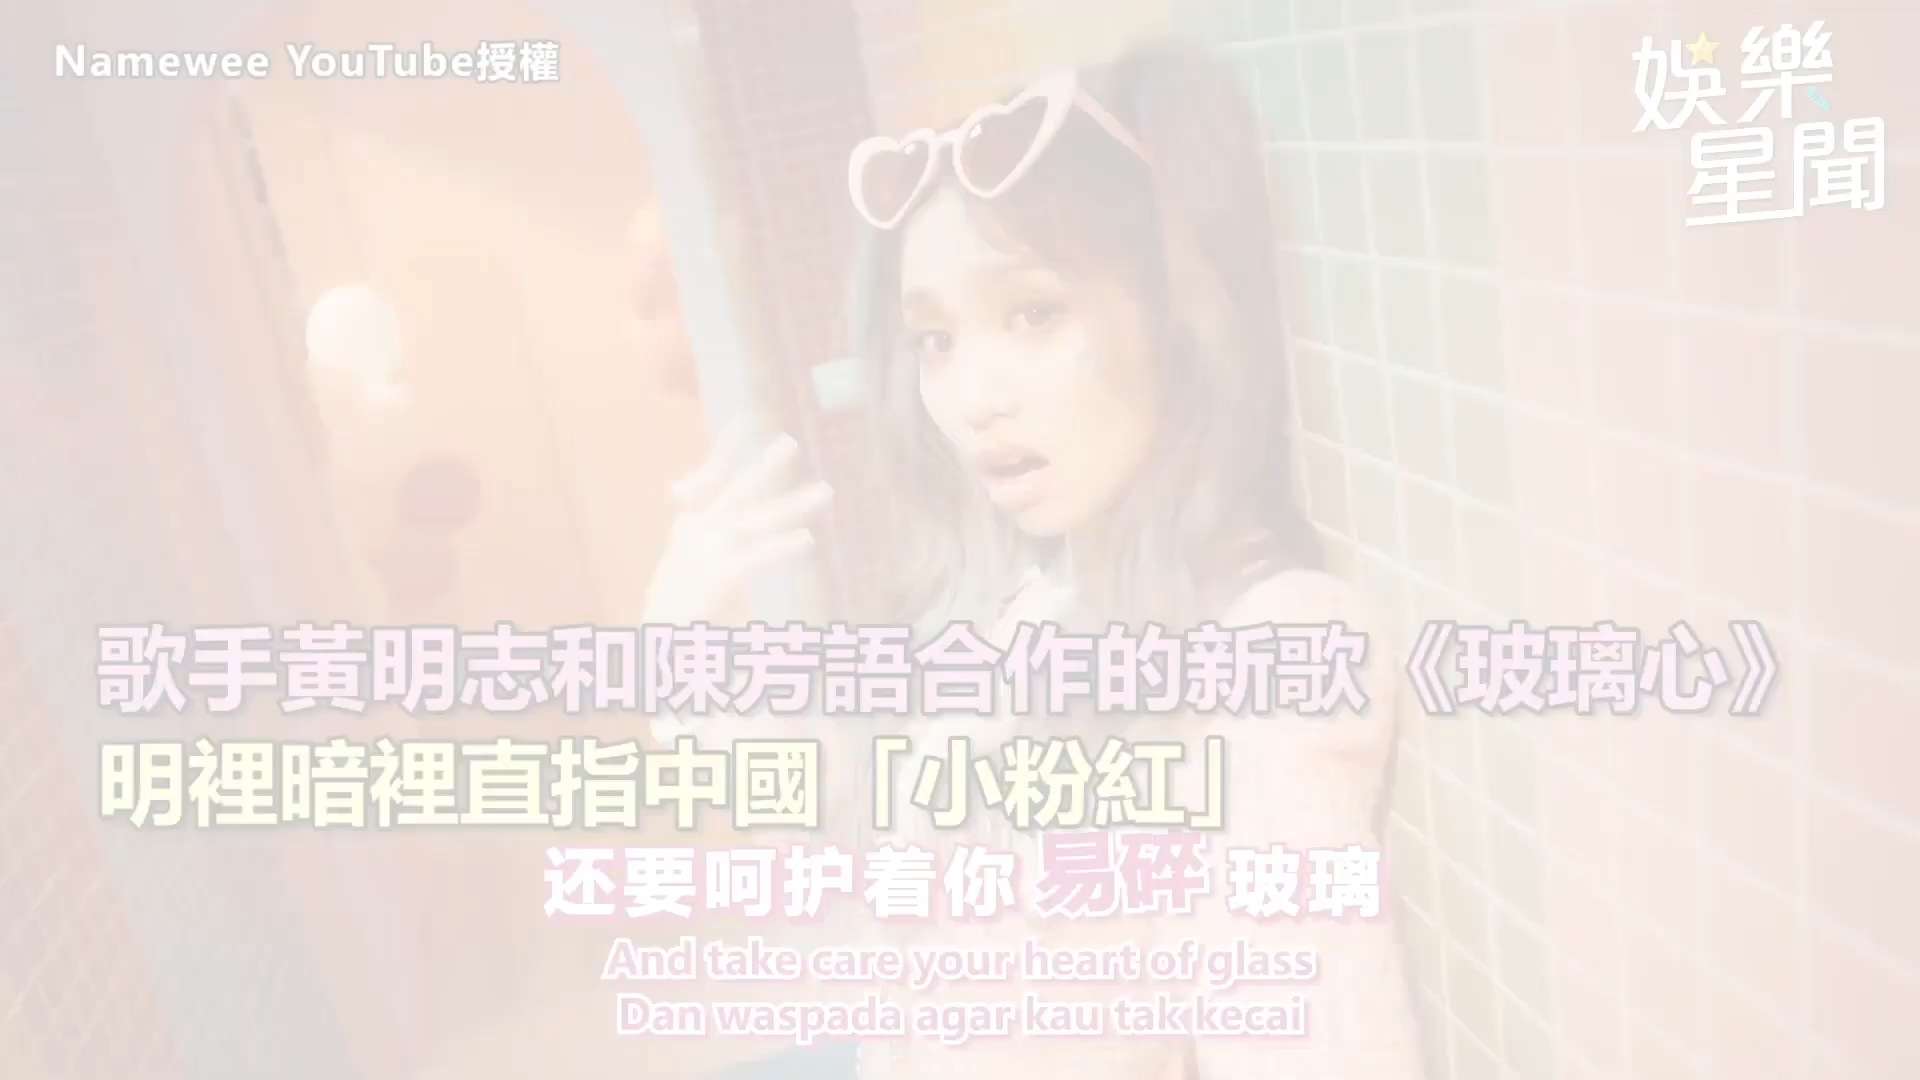 Namewee YouTube授權
娛樂
星聞
歌手黃明志和陳芳語合作的新歌《玻璃心》
明裡暗裡直指中國「小粉紅」
还要呵护着你易碎玻璃
And take care your heart of glass
Dan waspada agar kau tak kecai